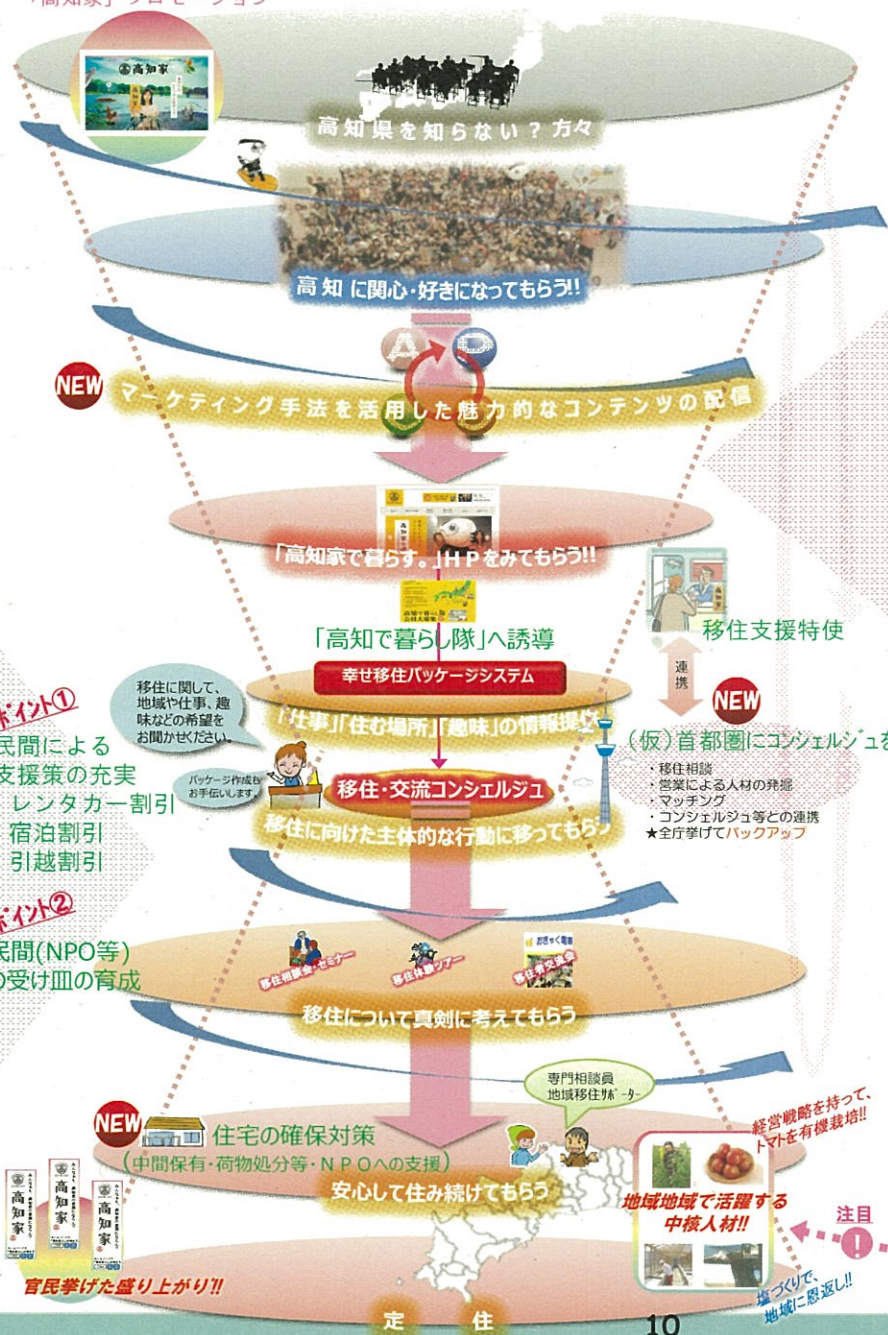 「高知家」プロモーション
高知家
高知県を知らない？方々
高知に関心・好きになってもらう!!
A D
NEW
マーケティング手法を活用した魅力的なコンテンツの配信
「高知家で暮らす。」HPをみてもらう!!
「高知で暮らし隊」へ誘導
移住支援特使
連携
幸せ移住パッケージシステム
NEW
移住に関して、
地域や仕事、趣
味などの希望を
お聞かせください。
「仕事」「住む場所」「趣味」の情報提供
(仮)首都圏にコンシェルジュを
・移住相談
・営業による人材の発掘
・マッチング
・コンシェルジュ等との連携
★全庁挙げてバックアップ
ポイント①
民間による
支援策の充実
レンタカー割引
宿泊割引
引越割引
パッケージ作成も
お手伝いします。
移住・交流コンシェルジュ
移住に向けた主体的な行動に移ってもらう
ポイント②
民間(NPO等)
の受け皿の育成
移住相談会・セミナー
移住体験ツアー
おきゃく電車
移住者交流会
移住について真剣に考えてもらう
専門相談員
地域移住サポーター
NEW
住宅の確保対策
(中間保有・荷物処分等・NPOへの支援)
安心して住み続けてもらう
経営戦略を持って、
トマトを有機栽培!!
地域地域で活躍する
中核人材!!
注目
!
塩づくりで、
地域に恩返し!!
高知家
高知家
高知家
官民挙げた盛り上がり!!
定住
10